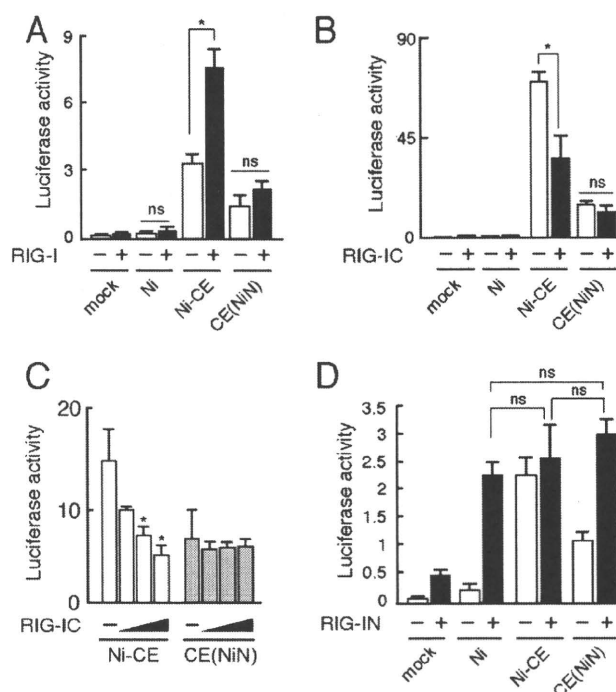 A
Luciferase activity
9
6
3
0
*
ns
ns
RIG-I
− + − + − + − +
mock
Ni
Ni-CE
CE(NiN)
B
Luciferase activity
90
45
0
*
ns
RIG-IC
− + − + − + − +
mock
Ni
Ni-CE
CE(NiN)
C
Luciferase activity
20
10
0
*
*
RIG-IC
− −
Ni-CE
CE(NiN)
D
Luciferase activity
3.5
3
2.5
2
1.5
1
0.5
0
ns
ns
ns
RIG-IN
− + − + − + − +
mock
Ni
Ni-CE
CE(NiN)